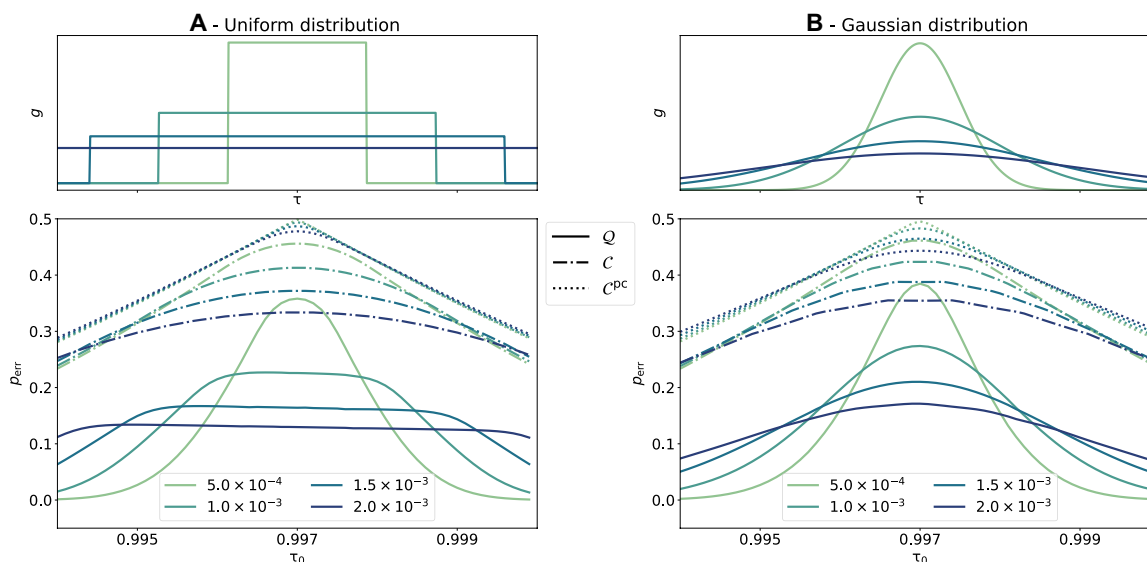 A - Uniform distribution
g
τ
0.5
0.4
0.3
0.2
0.1
0.0
p_err
0.995
0.997
0.999
τ₀
5.0 × 10⁻⁴
1.0 × 10⁻³
1.5 × 10⁻³
2.0 × 10⁻³
𝒬
𝒞
𝒞ᵖᶜ
B - Gaussian distribution
g
τ
0.5
0.4
0.3
0.2
0.1
0.0
p_err
0.995
0.997
0.999
τ₀
5.0 × 10⁻⁴
1.0 × 10⁻³
1.5 × 10⁻³
2.0 × 10⁻³